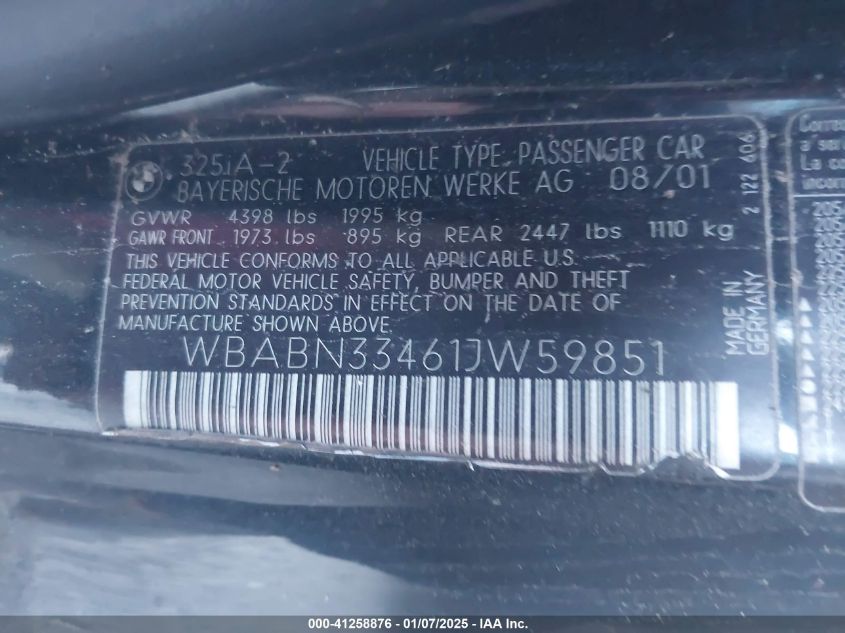 325iA-2 VEHICLE TYPE PASSENGER CAR
BAYERISCHE MOTOREN WERKE AG 08/01
GVWR 4398 lbs 1995 kg
GAWR FRONT 1973 lbs 895 kg REAR 2447 lbs 1110 kg
THIS VEHICLE CONFORMS TO ALL APPLICABLE U.S.
FEDERAL MOTOR VEHICLE SAFETY, BUMPER AND THEFT
PREVENTION STANDARDS IN EFFECT ON THE DATE OF
MANUFACTURE SHOWN ABOVE
WBABN33461JW59851
2 122 606
MADE IN
GERMANY
La
000-41258876 - 01/07/2025 - IAA Inc.